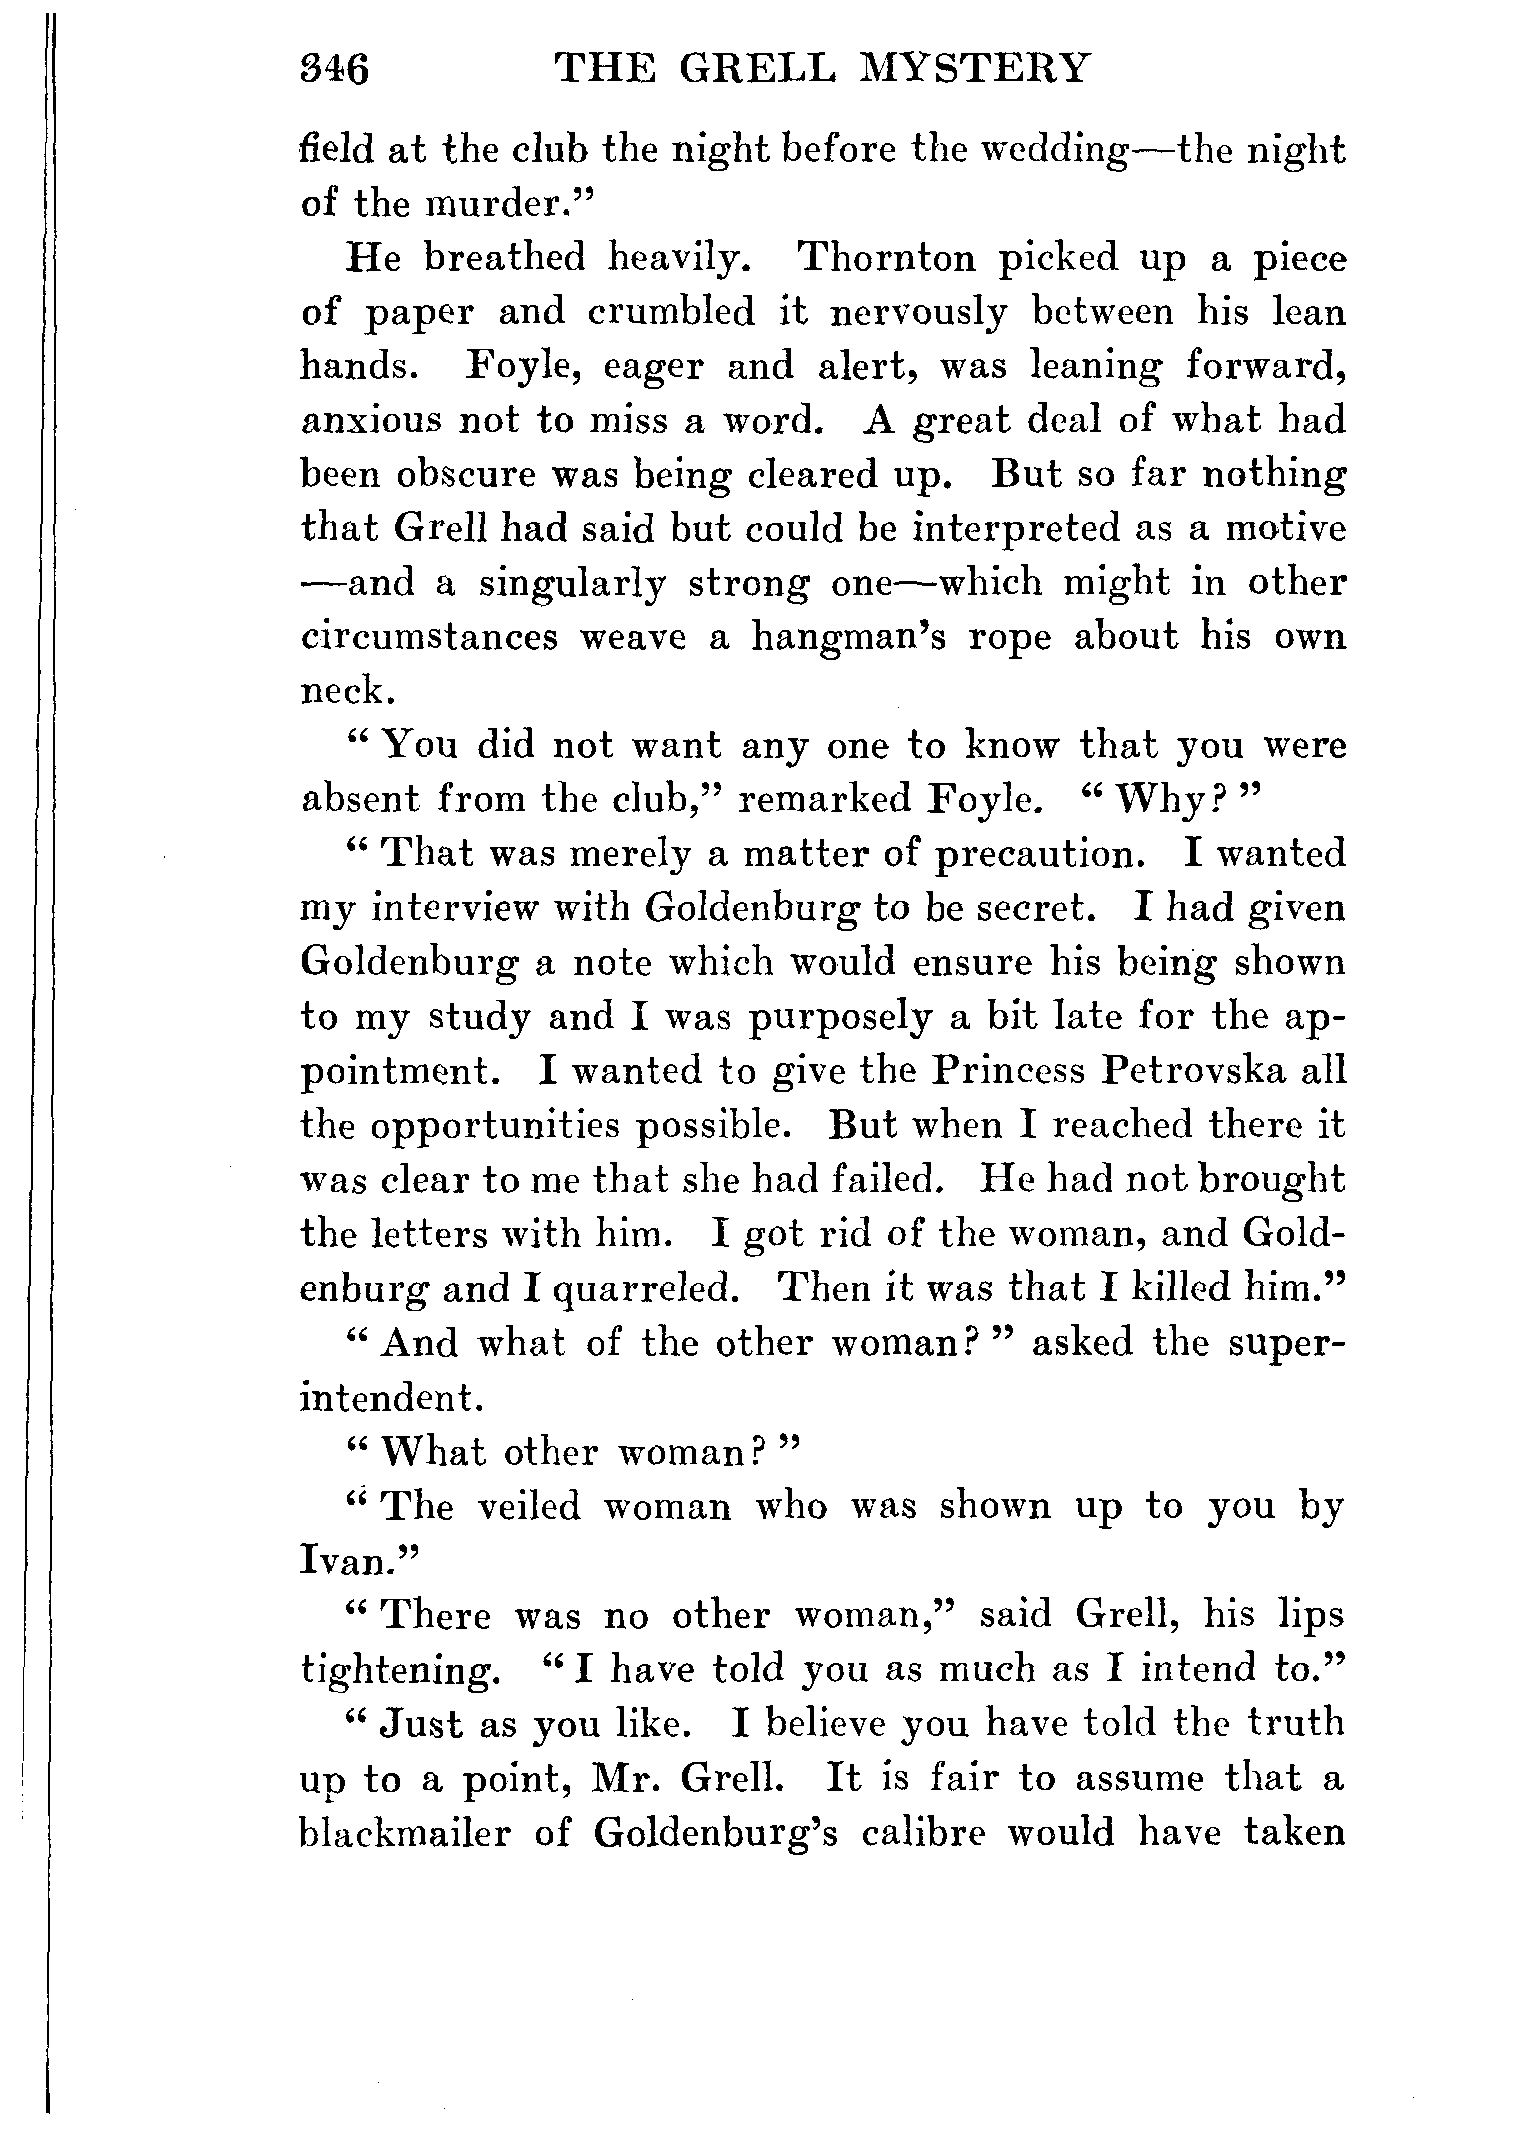 346 THE GRELL MYSTERY
field at the club the night before the wedding—the night
of the murder.”
He breathed heavily. Thornton picked up a piece
of paper and crumbled it nervously between his lean
hands. Foyle, eager and alert, was leaning forward,
anxious not to miss a word. A great deal of what had
been obscure was being cleared up. But so far nothing
that Grell had said but could be interpreted as a motive
—and a singularly strong one—which might in other
circumstances weave a hangman’s rope about his own
neck.
“ You did not want any one to know that you were
absent from the club,” remarked Foyle. “ Why? ”
“ That was merely a matter of precaution. I wanted
my interview with Goldenburg to be secret. I had given
Goldenburg a note which would ensure his being shown
to my study and I was purposely a bit late for the ap-
pointment. I wanted to give the Princess Petrovska all
the opportunities possible. But when I reached there it
was clear to me that she had failed. He had not brought
the letters with him. I got rid of the woman, and Gold-
enburg and I quarreled. Then it was that I killed him.”
“ And what of the other woman? ” asked the super-
intendent.
“ What other woman? ”
“ The veiled woman who was shown up to you by
Ivan.”
“ There was no other woman,” said Grell, his lips
tightening. “ I have told you as much as I intend to.”
“ Just as you like. I believe you have told the truth
up to a point, Mr. Grell. It is fair to assume that a
blackmailer of Goldenburg’s calibre would have taken